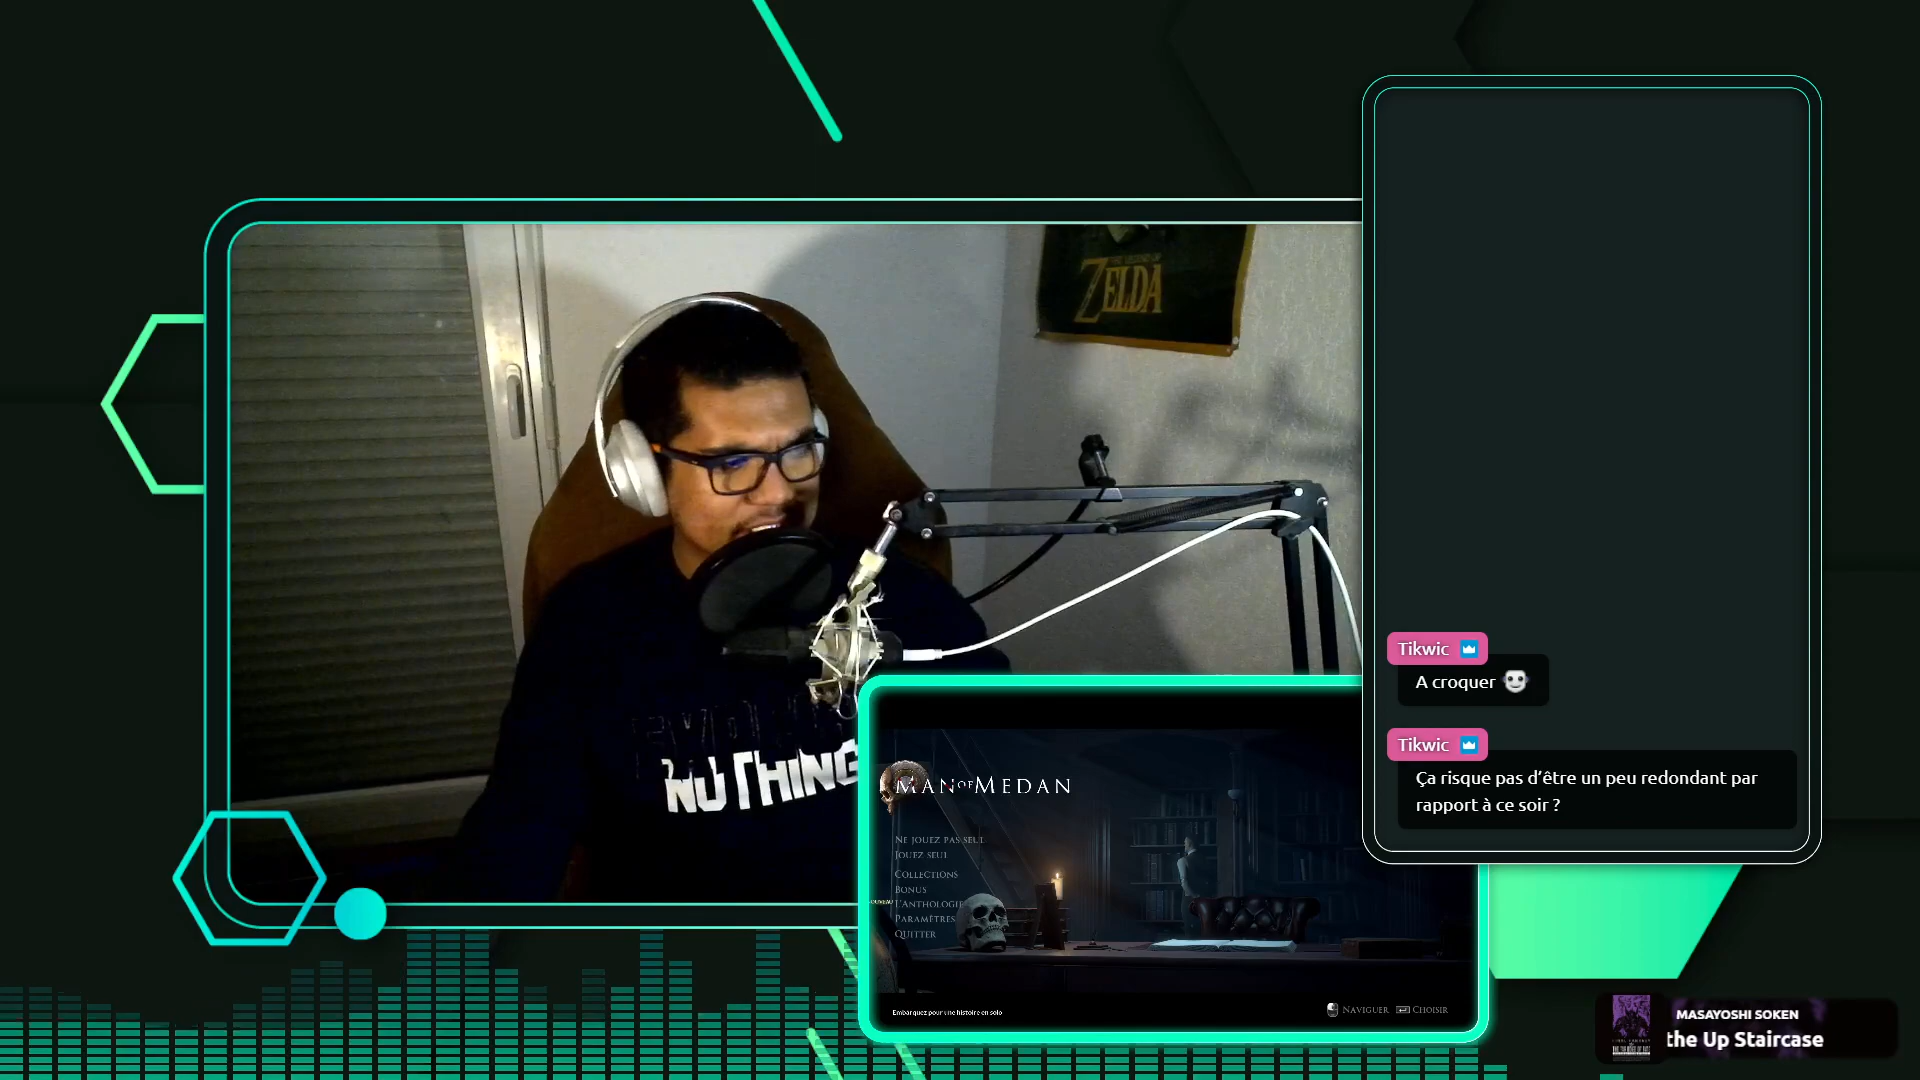 ZELDA
NOTHING
MAN OF MEDAN
NE JOUEZ PAS SEUL
JOUEZ SEUL
COLLECTIONS
BONUS
L'ANTHOLOGIE
PARAMÈTRES
QUITTER
Embarquez pour une histoire en solo
NAVIGUER
CHOISIR
Tikwic
A croquer
Tikwic
Ça risque pas d'être un peu redondant par
rapport à ce soir ?
MASAYOSHI SOKEN
the Up Staircase